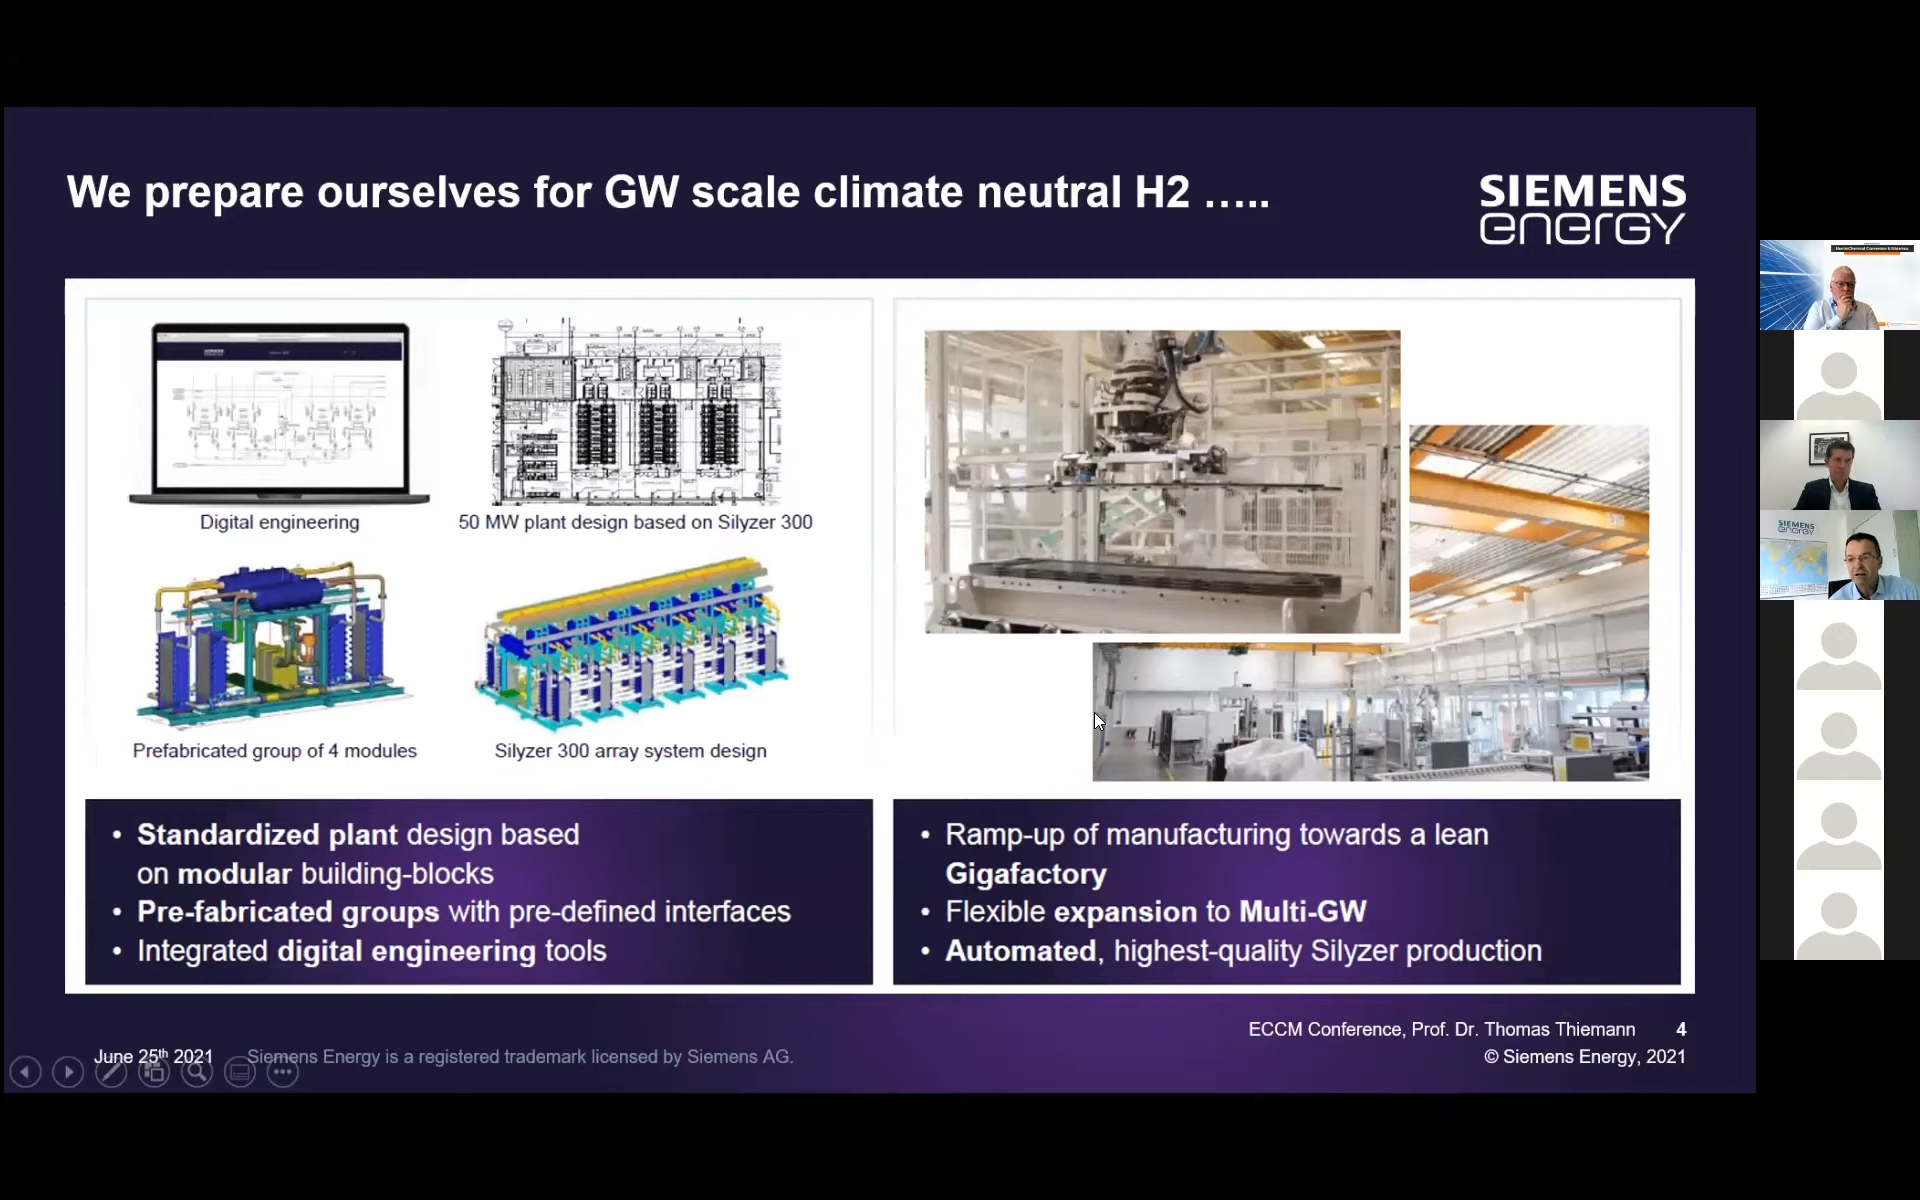 We prepare ourselves for GW scale climate neutral H2 …..
SIEMENS
energy
SIEMENS
energy
Digital engineering
50 MW plant design based on Silyzer 300
Prefabricated group of 4 modules
Silyzer 300 array system design
• Standardized plant design based
on modular building-blocks
• Pre-fabricated groups with pre-defined interfaces
• Integrated digital engineering tools
• Ramp-up of manufacturing towards a lean
Gigafactory
• Flexible expansion to Multi-GW
• Automated, highest-quality Silyzer production
ECCM Conference, Prof. Dr. Thomas Thiemann 4
June 25th 2021 Siemens Energy is a registered trademark licensed by Siemens AG.
© Siemens Energy, 2021
SIEMENS
energy